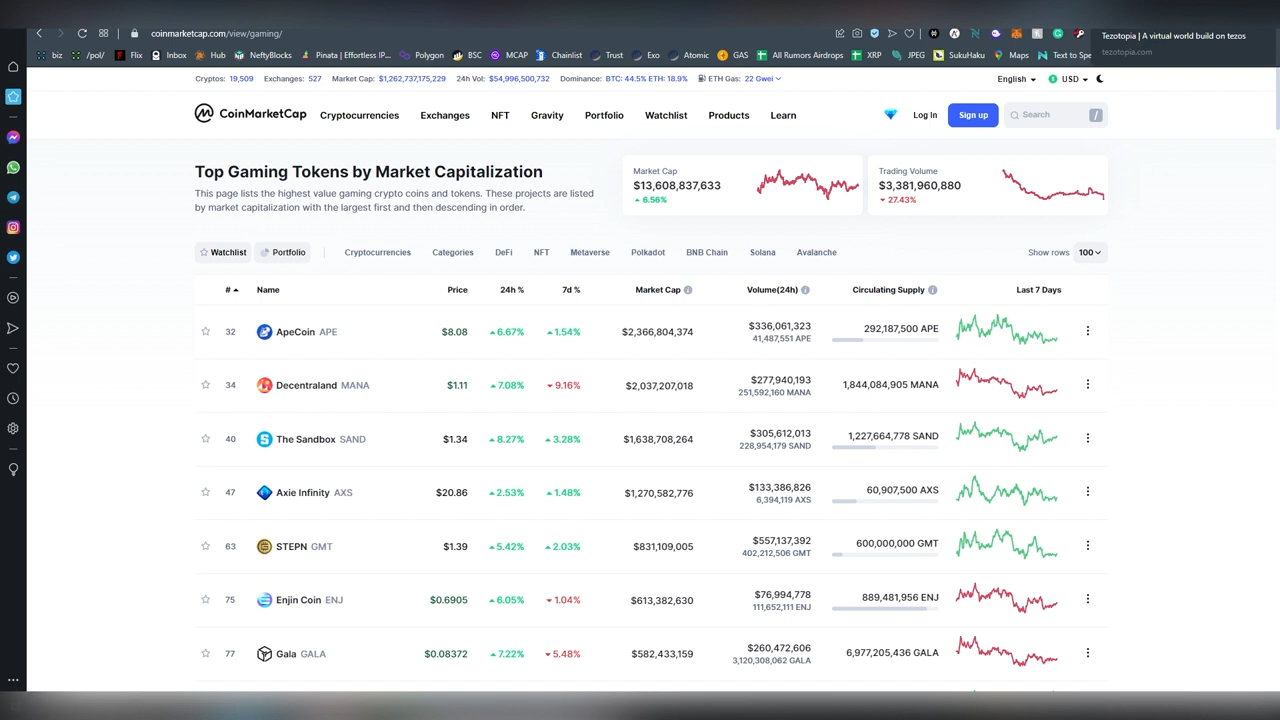 coinmarketcap.com/view/gaming/
Tezotopia | A virtual world build on tezos
tezotopia.com
biz /pol/ Flix Inbox Hub NeftyBlocks Pinata | Effortless IP... Polygon BSC MCAP Chainlist Trust Exo Atomic GAS All Rumors Airdrops XRP JPEG SukuHaku Maps Text to Spe
Cryptos: 19,509 Exchanges: 527 Market Cap: $1,262,737,175,229 24h Vol: $54,996,500,732 Dominance: BTC: 44.5% ETH: 18.9% ETH Gas: 22 Gwei English USD
CoinMarketCap Cryptocurrencies Exchanges NFT Gravity Portfolio Watchlist Products Learn Log In Sign up Search /
Top Gaming Tokens by Market Capitalization
This page lists the highest value gaming crypto coins and tokens. These projects are listed
by market capitalization with the largest first and then descending in order.
Market Cap
$13,608,837,633
6.56%
Trading Volume
$3,381,960,880
27.43%
Watchlist Portfolio Cryptocurrencies Categories DeFi NFT Metaverse Polkadot BNB Chain Solana Avalanche Show rows 100
# Name Price 24h % 7d % Market Cap Volume(24h) Circulating Supply Last 7 Days
32 ApeCoin APE $8.08 6.67% 1.54% $2,366,804,374 $336,061,323 292,187,500 APE
41,487,551 APE
34 Decentraland MANA $1.11 7.08% 9.16% $2,037,207,018 $277,940,193 1,844,084,905 MANA
251,592,160 MANA
40 The Sandbox SAND $1.34 8.27% 3.28% $1,638,708,264 $305,612,013 1,227,664,778 SAND
228,954,179 SAND
47 Axie Infinity AXS $20.86 2.53% 1.48% $1,270,582,776 $133,386,826 60,907,500 AXS
6,394,119 AXS
63 STEPN GMT $1.39 5.42% 2.03% $831,109,005 $557,137,392 600,000,000 GMT
402,212,506 GMT
75 Enjin Coin ENJ $0.6905 6.05% 1.04% $613,382,630 $76,994,778 889,481,956 ENJ
111,652,111 ENJ
77 Gala GALA $0.08372 7.22% 5.48% $582,433,159 $260,472,606 6,977,205,436 GALA
3,120,308,062 GALA